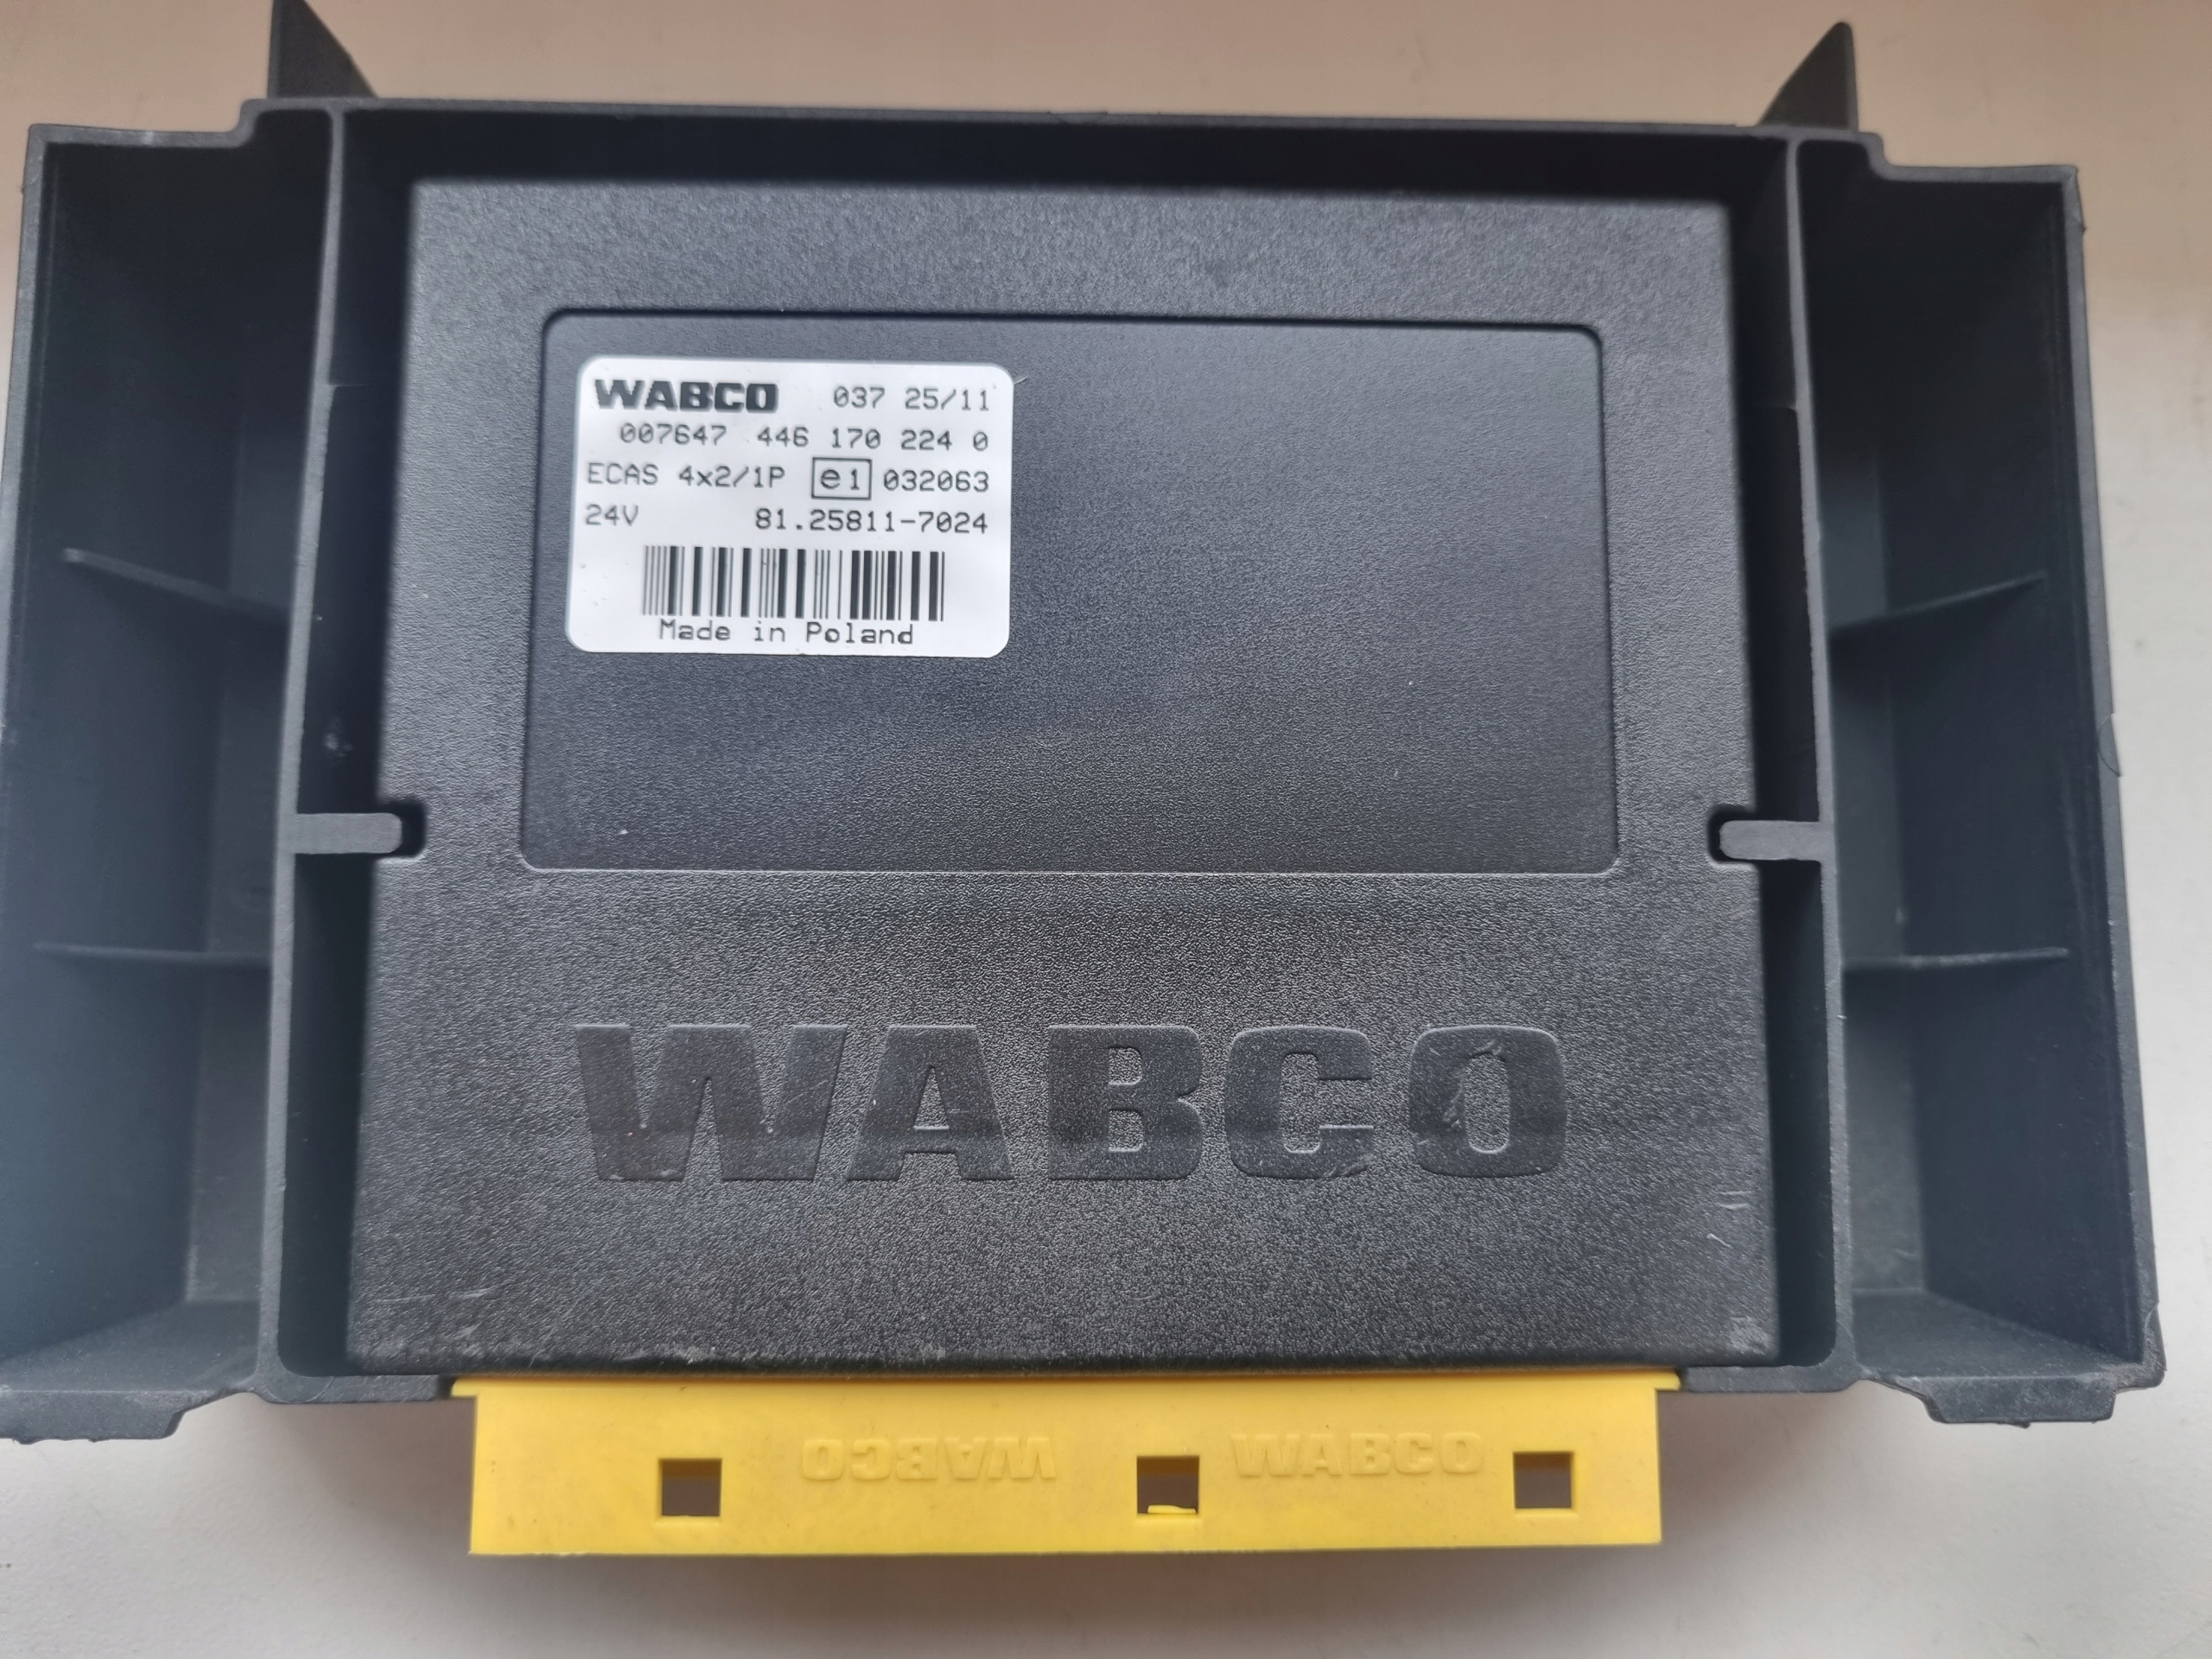 WABCO 037 25/11
007647 446 170 224 0
ECAS 4x2/1P e1 032063
24V 81.25811-7024
Made in Poland
WABCO
WABCO WABCO